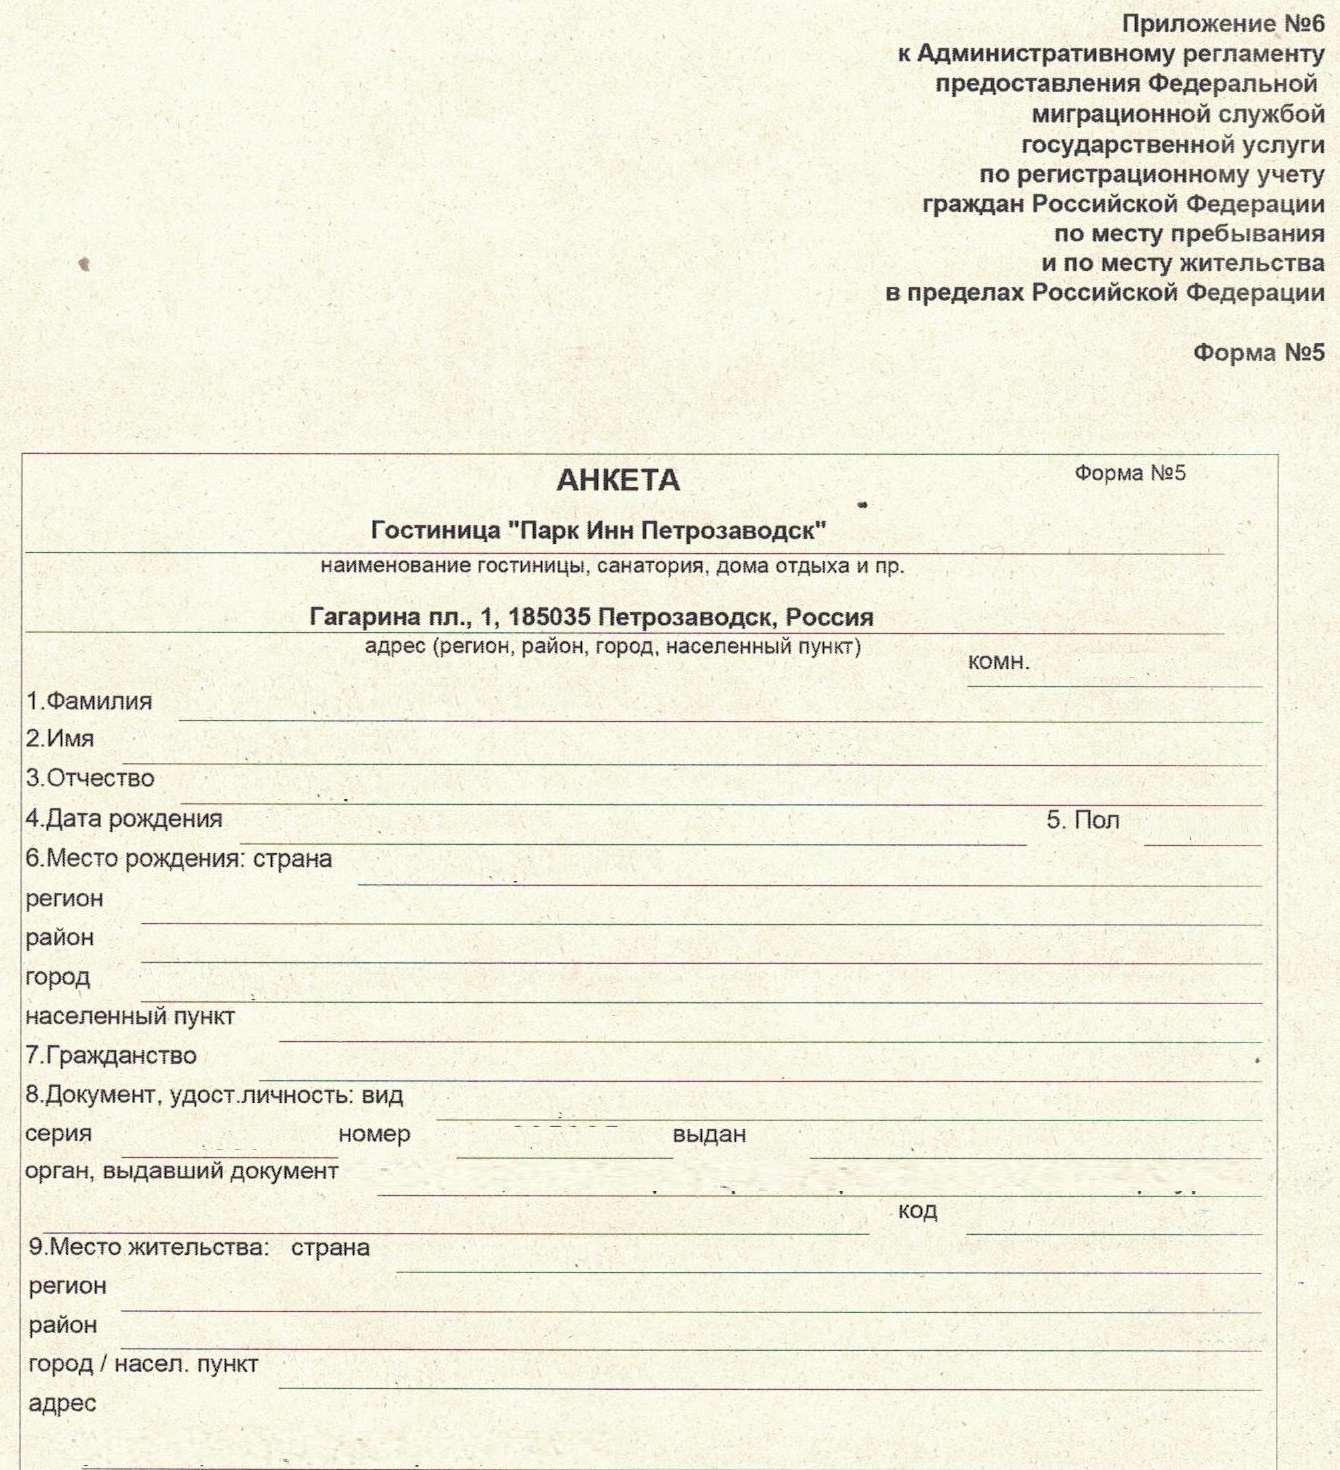 Приложение №6
к Административному регламенту
предоставления Федеральной
миграционной службой
государственной услуги
по регистрационному учету
граждан Российской Федерации
по месту пребывания
и по месту жительства
в пределах Российской Федерации
Форма №5
АНКЕТА Форма №5
Гостиница "Парк Инн Петрозаводск"
наименование гостиницы, санатория, дома отдыха и пр.
Гагарина пл., 1, 185035 Петрозаводск, Россия
адрес (регион, район, город, населенный пункт)
комн.
1.Фамилия
2.Имя
3.Отчество
4.Дата рождения 5. Пол
6.Место рождения: страна
регион
район
город
населенный пункт
7.Гражданство
8.Документ, удост.личность: вид
серия номер выдан
орган, выдавший документ
код
9.Место жительства: страна
регион
район
город / насел. пункт
адрес